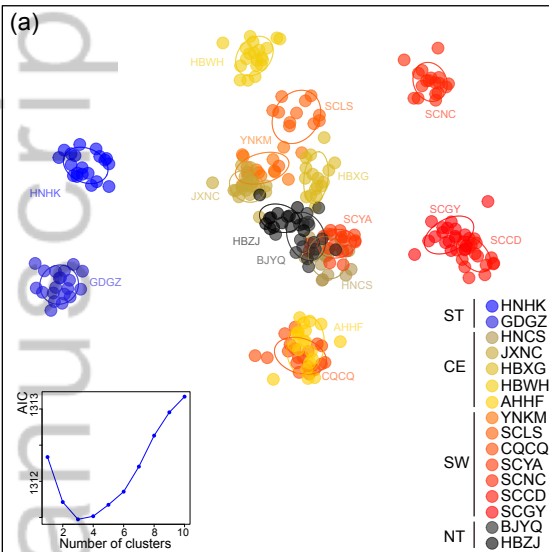 (a)
anuscrip
HBWH
SCNC
SCLS
YNKM
HNHK
JXNC
HBXG
SCGY
SCYA
HBZJ
SCCD
BJYQ
GDGZ
HNCS
AHHF
CQCQ
AIC
1313
1312
2 4 6 8 10
Number of clusters
ST
HNHK
GDGZ
CE
HNCS
JXNC
HBXG
HBWH
AHHF
SW
YNKM
SCLS
CQCQ
SCYA
SCNC
SCCD
SCGY
NT
BJYQ
HBZJ